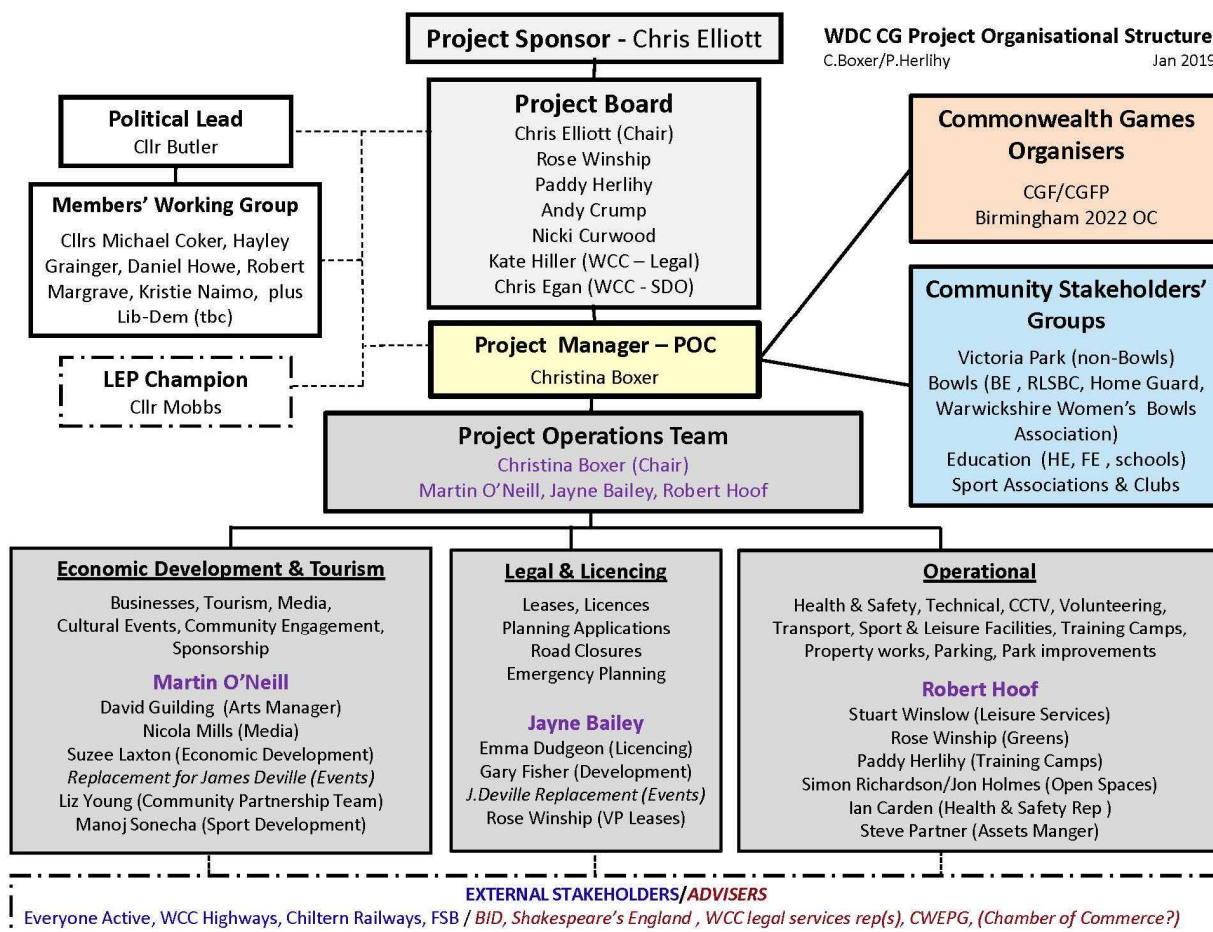 Project Sponsor - Chris Elliott
WDC CG Project Organisational Structure
C.Boxer/P.Herlihy Jan 2019
Political Lead
Cllr Butler
Members' Working Group
Cllrs Michael Coker, Hayley
Grainger, Daniel Howe, Robert
Margrave, Kristie Naimo, plus
Lib-Dem (tbc)
LEP Champion
Cllr Mobbs
Project Board
Chris Elliott (Chair)
Rose Winship
Paddy Herlihy
Andy Crump
Nicki Curwood
Kate Hiller (WCC – Legal)
Chris Egan (WCC - SDO)
Project Manager – POC
Christina Boxer
Commonwealth Games
Organisers
CGF/CGFP
Birmingham 2022 OC
Community Stakeholders'
Groups
Victoria Park (non-Bowls)
Bowls (BE , RLSBC, Home Guard,
Warwickshire Women's Bowls
Association)
Education (HE, FE , schools)
Sport Associations & Clubs
Project Operations Team
Christina Boxer (Chair)
Martin O'Neill, Jayne Bailey, Robert Hoof
Economic Development & Tourism
Businesses, Tourism, Media,
Cultural Events, Community Engagement,
Sponsorship
Martin O'Neill
David Guilding (Arts Manager)
Nicola Mills (Media)
Suzee Laxton (Economic Development)
Replacement for James Deville (Events)
Liz Young (Community Partnership Team)
Manoj Sonecha (Sport Development)
Legal & Licencing
Leases, Licences
Planning Applications
Road Closures
Emergency Planning
Jayne Bailey
Emma Dudgeon (Licencing)
Gary Fisher (Development)
J.Deville Replacement (Events)
Rose Winship (VP Leases)
Operational
Health & Safety, Technical, CCTV, Volunteering,
Transport, Sport & Leisure Facilities, Training Camps,
Property works, Parking, Park improvements
Robert Hoof
Stuart Winslow (Leisure Services)
Rose Winship (Greens)
Paddy Herlihy (Training Camps)
Simon Richardson/Jon Holmes (Open Spaces)
Ian Carden (Health & Safety Rep )
Steve Partner (Assets Manger)
EXTERNAL STAKEHOLDERS/ADVISERS
Everyone Active, WCC Highways, Chiltern Railways, FSB / BID, Shakespeare's England , WCC legal services rep(s), CWEPG, (Chamber of Commerce?)